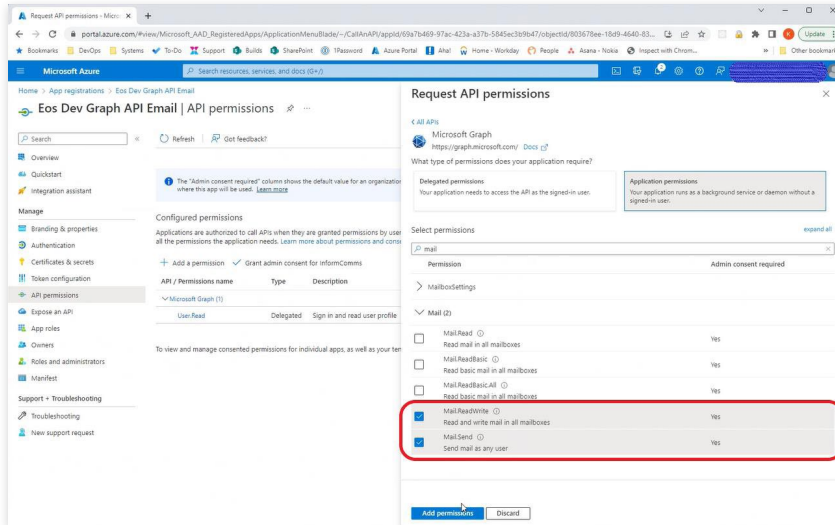 Request API permissions - Micro
portal.azure.com/#view/Microsoft_AAD_RegisteredApps/ApplicationMenuBlade/~/CallAnAPI/appId/69a7b469-97ac-423a-a37b-5845ec3b9b47/objectId/803678ee-18d9-4640-83...
Update
Bookmarks DevOps Systems To-Do Support Builds SharePoint 1Password Azure Portal Aha! Home - Workday People Asana - Nokia Inspect with Chrom... » Other bookmark
Microsoft Azure
Search resources, services, and docs (G+/)
Home > App registrations > Eos Dev Graph API Email
Eos Dev Graph API Email | API permissions
Search
Overview
Quickstart
Integration assistant
Manage
Branding & properties
Authentication
Certificates & secrets
Token configuration
API permissions
Expose an API
App roles
Owners
Roles and administrators
Manifest
Support + Troubleshooting
Troubleshooting
New support request
Refresh Got feedback?
The "Admin consent required" column shows the default value for an organization
where this app will be used. Learn more
Configured permissions
Applications are authorized to call APIs when they are granted permissions by user
all the permissions the application needs. Learn more about permissions and conse
Add a permission Grant admin consent for InformComms
API / Permissions name Type Description
Microsoft Graph (1)
User.Read Delegated Sign in and read user profile
To view and manage consented permissions for individual apps, as well as your ten
Request API permissions
All APIs
Microsoft Graph
https://graph.microsoft.com/ Docs
What type of permissions does your application require?
Delegated permissions
Your application needs to access the API as the signed-in user.
Application permissions
Your application runs as a background service or daemon without a
signed-in user.
Select permissions expand all
mail
Permission Admin consent required
MailboxSettings
Mail (2)
Mail.Read
Read mail in all mailboxes
Yes
Mail.ReadBasic
Read basic mail in all mailboxes
Yes
Mail.ReadBasic.All
Read basic mail in all mailboxes
Yes
Mail.ReadWrite
Read and write mail in all mailboxes
Yes
Mail.Send
Send mail as any user
Yes
Add permissions Discard